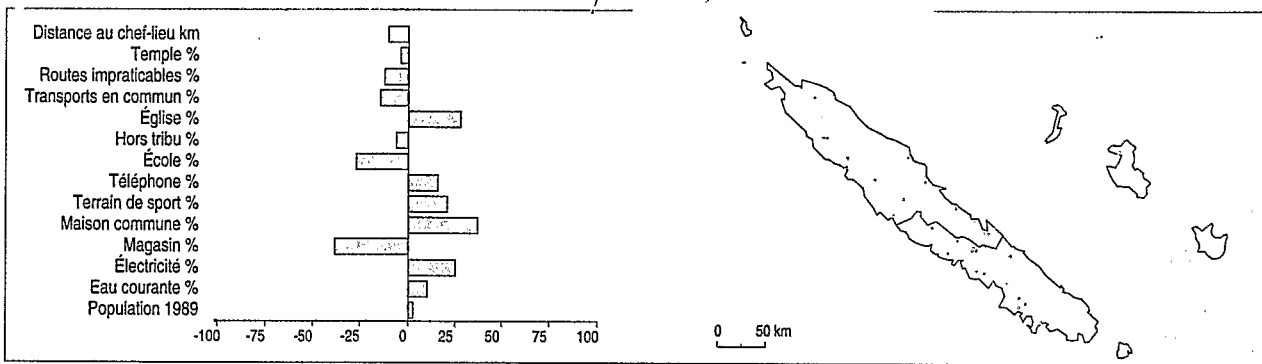 Distance au chef-lieu km
Temple %
Routes impraticables %
Transports en commun %
Église %
Hors tribu %
École %
Téléphone %
Terrain de sport %
Maison commune %
Magasin %
Électricité %
Eau courante %
Population 1989
-100 -75 -50 -25 0 25 50 75 100
0 50 km